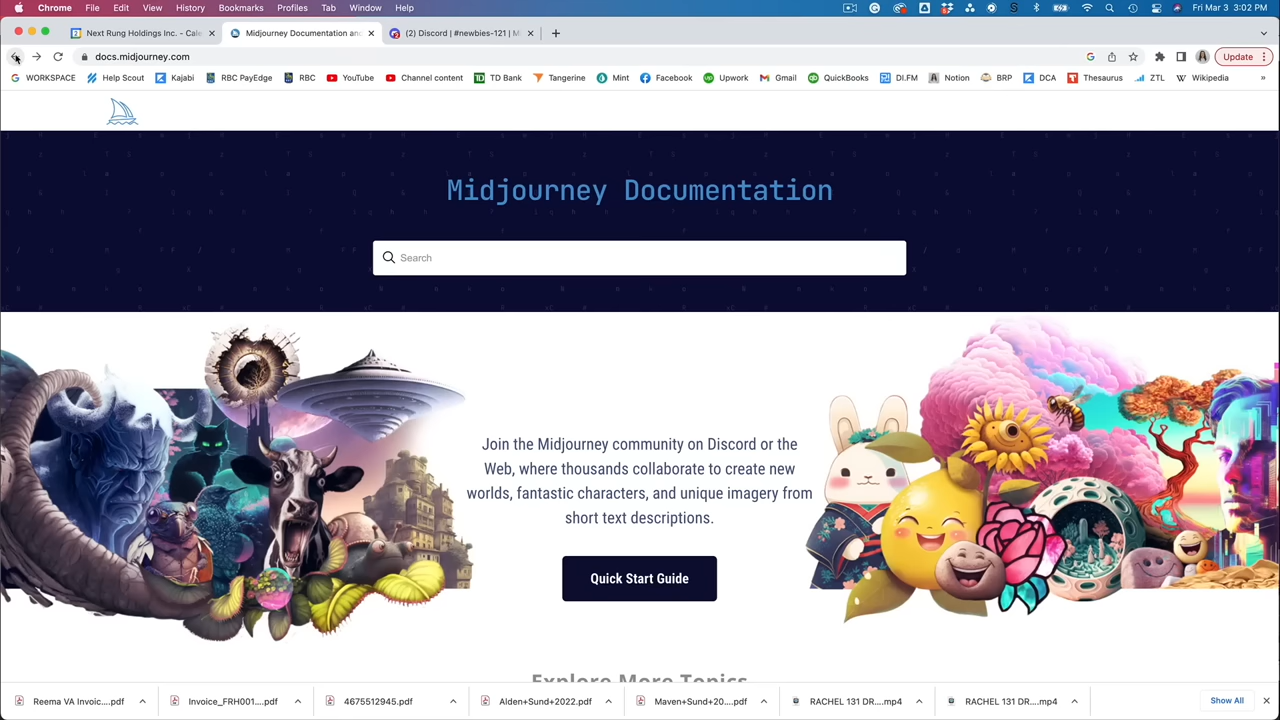 Chrome File Edit View History Bookmarks Profiles Tab Window Help Fri Mar 3 3:02 PM
Next Rung Holdings Inc. - Cale Midjourney Documentation and (2) Discord | #newbies-121 | M
docs.midjourney.com Update
WORKSPACE Help Scout Kajabi RBC PayEdge RBC YouTube Channel content TD Bank Tangerine Mint Facebook Upwork Gmail QuickBooks DI.FM Notion BRP DCA Thesaurus ZTL Wikipedia »
Midjourney Documentation
Search
Join the Midjourney community on Discord or the
Web, where thousands collaborate to create new
worlds, fantastic characters, and unique imagery from
short text descriptions.
Quick Start Guide
Explore More Topics
Reema VA Invoic....pdf Invoice_FRH001....pdf 4675512945.pdf Alden+Sund+2022.pdf Maven+Sund+20....pdf RACHEL 131 DR....mp4 RACHEL 131 DR....mp4 Show All